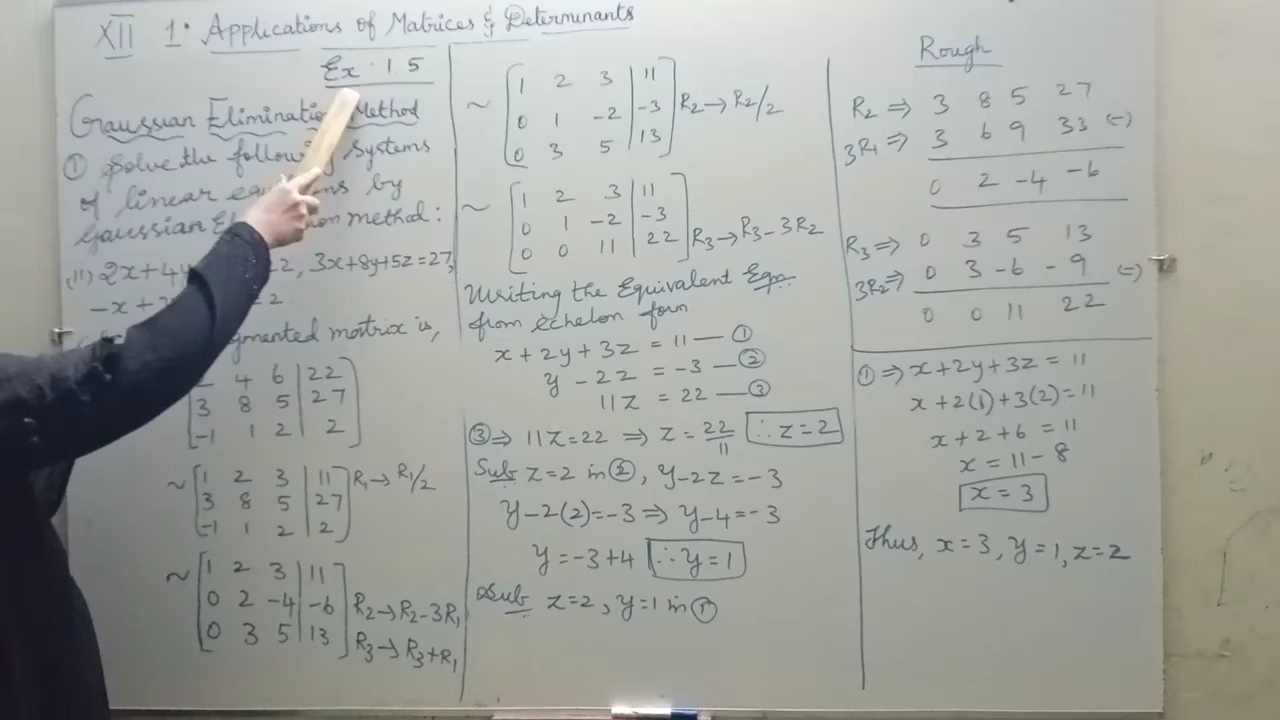 XII 1. Applications of Matrices & Determinants
Ex 1.5
Gaussian Elimination Method
① Solve the following Systems
of linear equations by
Gaussian method:
(ii) 2x+4y 2, 3x+8y+5z=27,
-x+ 2
augmented matrix is,
4 6 | 22
3 8 5 | 27
-1 1 2 | 2
~ 1 2 3 | 11 R₁→R₁/2
3 8 5 | 27
-1 1 2 | 2
~ 1 2 3 | 11
0 2 -4 | -6 R₂→R₂-3R₁
0 3 5 | 13 R₃→R₃+R₁
~ 1 2 3 | 11
0 1 -2 | -3 R₂→R₂/2
0 3 5 | 13
~ 1 2 3 | 11
0 1 -2 | -3
0 0 11 | 22 R₃→R₃-3R₂
Writing the Equivalent Eqn
from echelon form
x+2y+3z = 11 — ①
y - 2z = -3 — ②
11z = 22 — ③
③⇒ 11z=22 ⇒ z = 22/11 ∴z=2
Sub z=2 in ②, y-2z=-3
y-2(2)=-3⇒ y-4=-3
y=-3+4 ∴y=1
Sub z=2, y=1 in ①
Rough
R₂ ⇒ 3 8 5 27
3R₁⇒ 3 6 9 33 (-)
0 2 -4 -6
R₃⇒ 0 3 5 13
3R₂⇒ 0 3 -6 -9 (-)
0 0 11 22
①⇒ x+2y+3z = 11
x+2(1)+3(2)=11
x+2+6 = 11
x = 11-8
x = 3
Thus, x=3, y=1, z=2